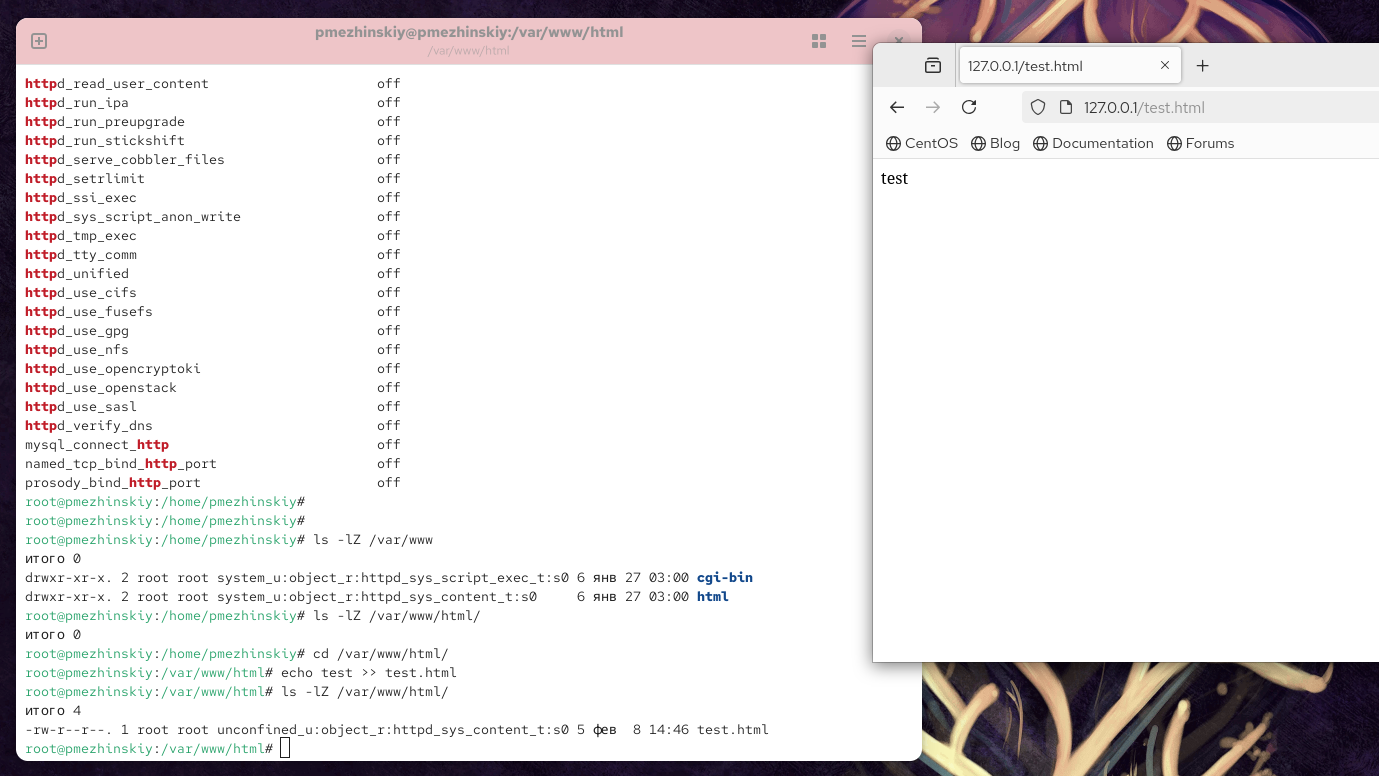 pmezhinskiy@pmezhinskiy:/var/www/html
/var/www/html
httpd_read_user_content off
httpd_run_ipa off
httpd_run_preupgrade off
httpd_run_stickshift off
httpd_serve_cobbler_files off
httpd_setrlimit off
httpd_ssi_exec off
httpd_sys_script_anon_write off
httpd_tmp_exec off
httpd_tty_comm off
httpd_unified off
httpd_use_cifs off
httpd_use_fusefs off
httpd_use_gpg off
httpd_use_nfs off
httpd_use_opencryptoki off
httpd_use_openstack off
httpd_use_sasl off
httpd_verify_dns off
mysql_connect_http off
named_tcp_bind_http_port off
prosody_bind_http_port off
root@pmezhinskiy:/home/pmezhinskiy#
root@pmezhinskiy:/home/pmezhinskiy#
root@pmezhinskiy:/home/pmezhinskiy# ls -lZ /var/www
итого 0
drwxr-xr-x. 2 root root system_u:object_r:httpd_sys_script_exec_t:s0 6 янв 27 03:00 cgi-bin
drwxr-xr-x. 2 root root system_u:object_r:httpd_sys_content_t:s0 6 янв 27 03:00 html
root@pmezhinskiy:/home/pmezhinskiy# ls -lZ /var/www/html/
итого 0
root@pmezhinskiy:/home/pmezhinskiy# cd /var/www/html/
root@pmezhinskiy:/var/www/html# echo test >> test.html
root@pmezhinskiy:/var/www/html# ls -lZ /var/www/html/
итого 4
-rw-r--r--. 1 root root unconfined_u:object_r:httpd_sys_content_t:s0 5 фев 8 14:46 test.html
root@pmezhinskiy:/var/www/html#
127.0.0.1/test.html
127.0.0.1/test.html
CentOS Blog Documentation Forums
test